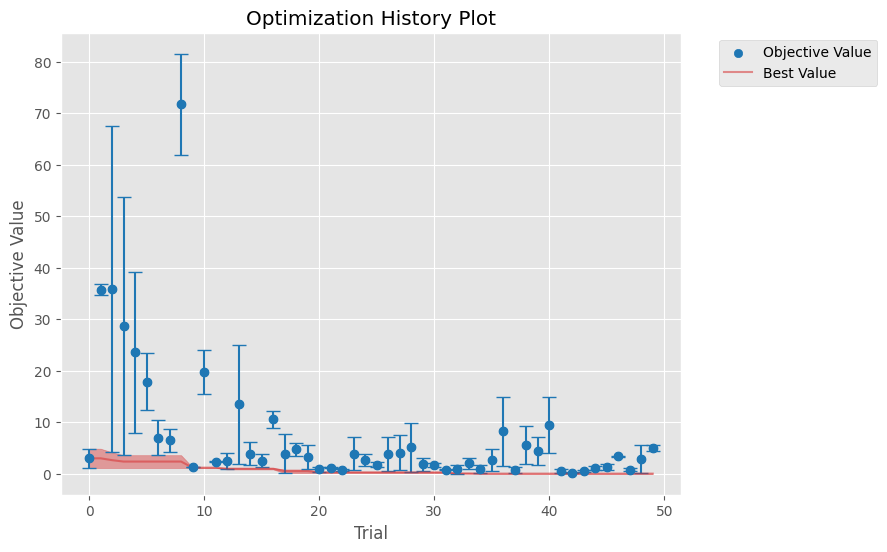 Optimization History Plot
Objective Value
Best Value
Objective Value
80
70
60
50
40
30
20
10
0
0 10 20 30 40 50
Trial